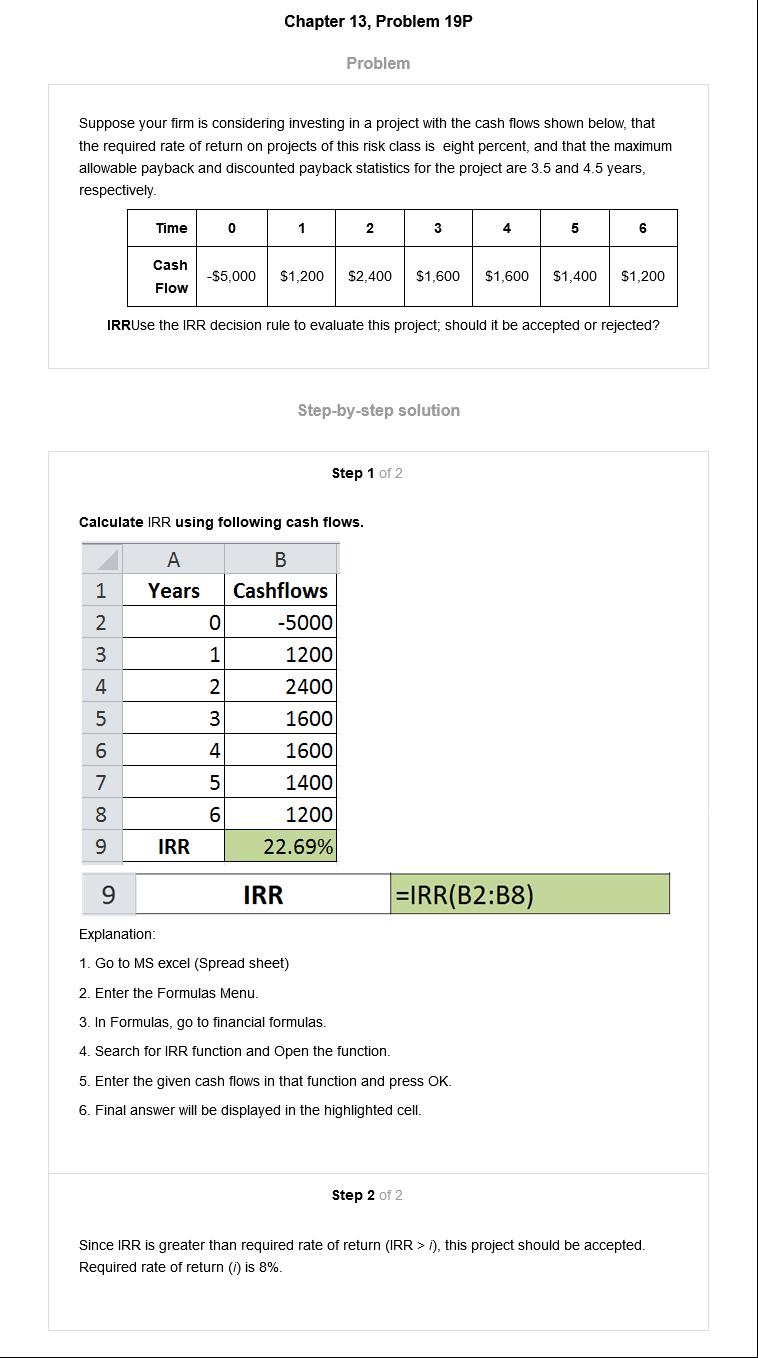 Chapter 13, Problem 19P
Problem
Suppose your firm is considering investing in a project with the cash flows shown below, that
the required rate of return on projects of this risk class is eight percent, and that the maximum
allowable payback and discounted payback statistics for the project are 3.5 and 4.5 years,
respectively.
Time 0 1 2 3 4 5 6
Cash
Flow -$5,000 $1,200 $2,400 $1,600 $1,600 $1,400 $1,200
IRRUse the IRR decision rule to evaluate this project; should it be accepted or rejected?
Step-by-step solution
Step 1 of 2
Calculate IRR using following cash flows.
A B
1 Years Cashflows
2 0 -5000
3 1 1200
4 2 2400
5 3 1600
6 4 1600
7 5 1400
8 6 1200
9 IRR 22.69%
9 IRR =IRR(B2:B8)
Explanation:
1. Go to MS excel (Spread sheet)
2. Enter the Formulas Menu.
3. In Formulas, go to financial formulas.
4. Search for IRR function and Open the function.
5. Enter the given cash flows in that function and press OK.
6. Final answer will be displayed in the highlighted cell.
Step 2 of 2
Since IRR is greater than required rate of return (IRR > i), this project should be accepted.
Required rate of return (i) is 8%.